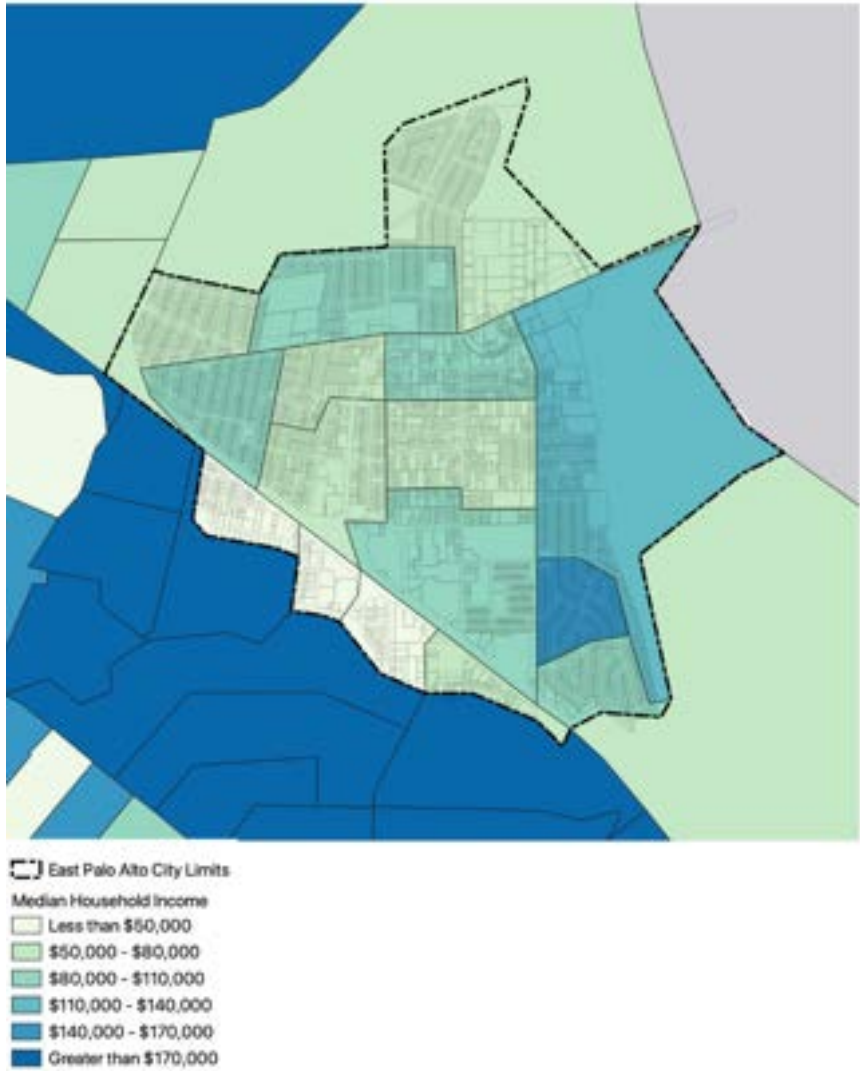 East Palo Alto City Limits
Median Household Income
Less than $50,000
$50,000 - $80,000
$80,000 - $110,000
$110,000 - $140,000
$140,000 - $170,000
Greater than $170,000